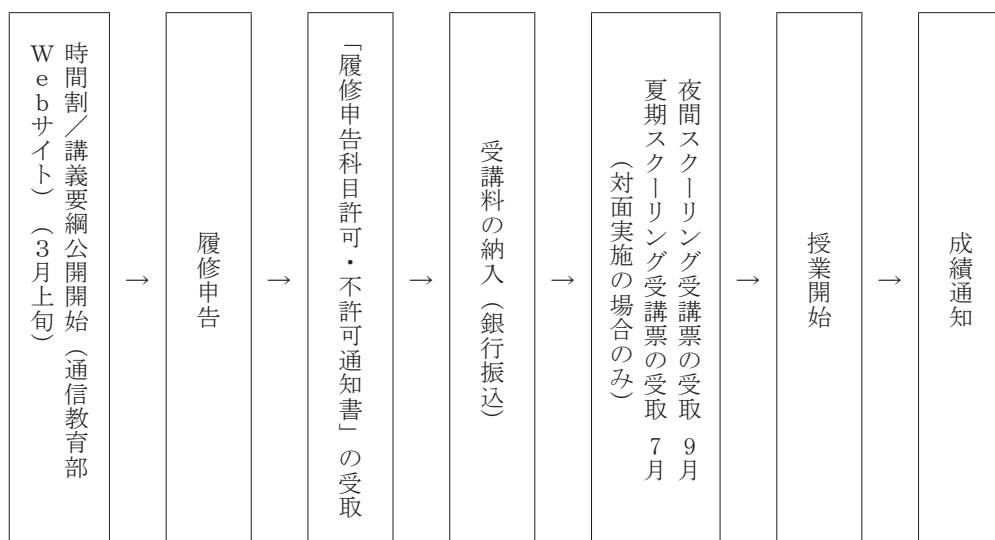 時間割／講義要綱公開開始（通信教育部
Ｗｅｂサイト）（３月上旬）
→
履修申告
→
「履修申告科目許可・不許可通知書」の受取
→
受講料の納入（銀行振込）
→
夜間スクーリング受講票の受取　９月
夏期スクーリング受講票の受取　７月
（対面実施の場合のみ）
→
授業開始
→
成績通知